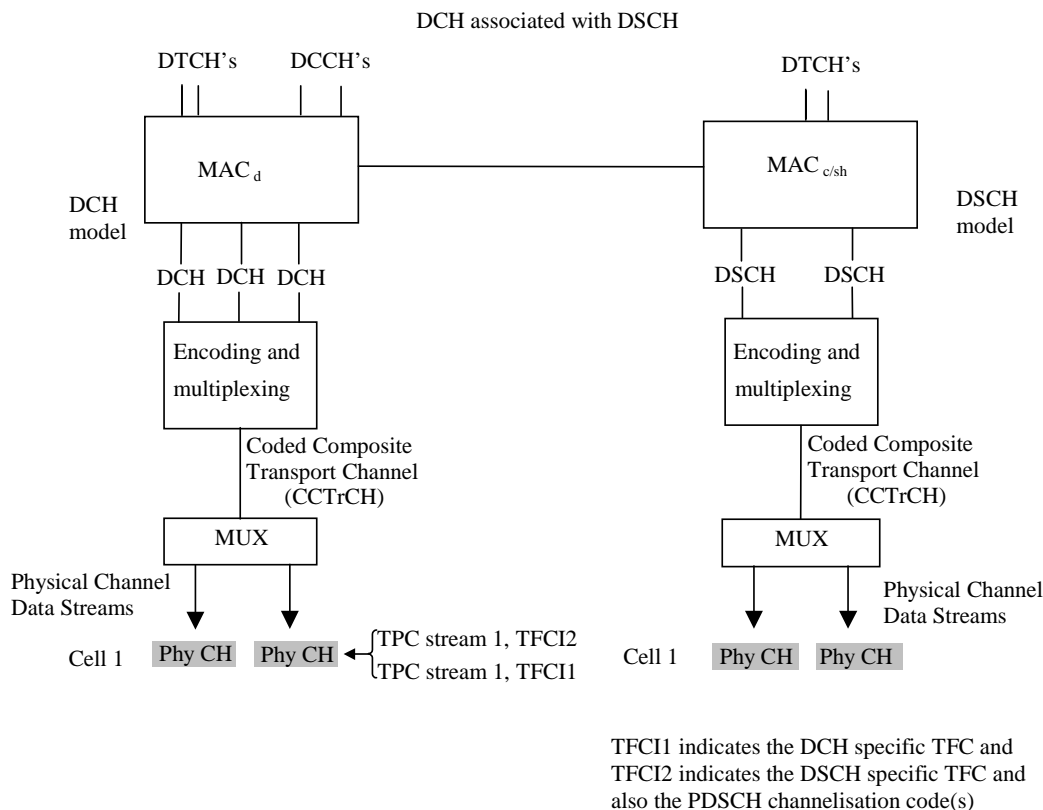 DCH associated with DSCH
DTCH's DCCH's
DTCH's
MAC d
MAC c/sh
DCH
model
DSCH
model
DCH DCH DCH
DSCH DSCH
Encoding and
multiplexing
Encoding and
multiplexing
Coded Composite
Transport Channel
(CCTrCH)
Coded Composite
Transport Channel
(CCTrCH)
MUX
MUX
Physical Channel
Data Streams
Physical Channel
Data Streams
Cell 1 Phy CH Phy CH
TPC stream 1, TFCI2
TPC stream 1, TFCI1
Cell 1 Phy CH Phy CH
TFCI1 indicates the DCH specific TFC and
TFCI2 indicates the DSCH specific TFC and
also the PDSCH channelisation code(s)